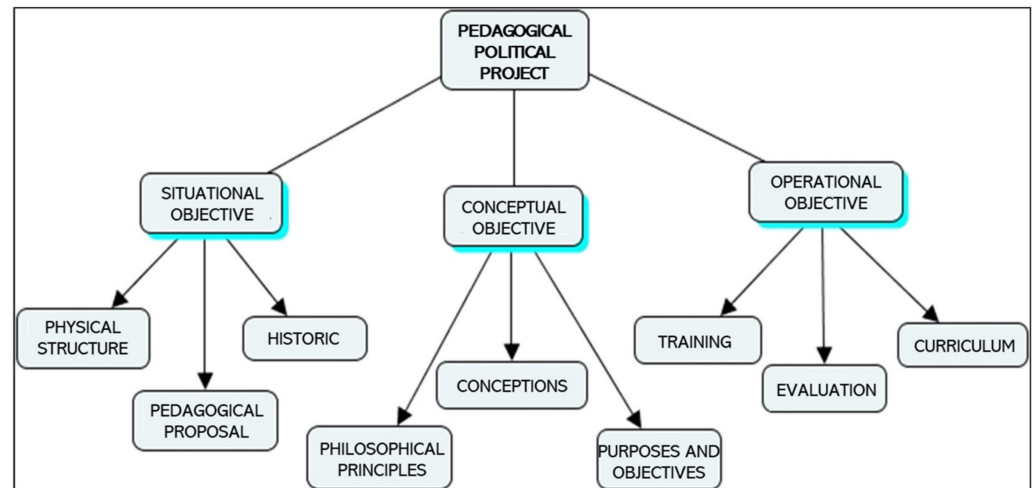 PEDAGOGICAL
POLITICAL
PROJECT
SITUATIONAL
OBJECTIVE
CONCEPTUAL
OBJECTIVE
OPERATIONAL
OBJECTIVE
PHYSICAL
STRUCTURE
PEDAGOGICAL
PROPOSAL
HISTORIC
PHILOSOPHICAL
PRINCIPLES
CONCEPTIONS
PURPOSES AND
OBJECTIVES
TRAINING
EVALUATION
CURRICULUM